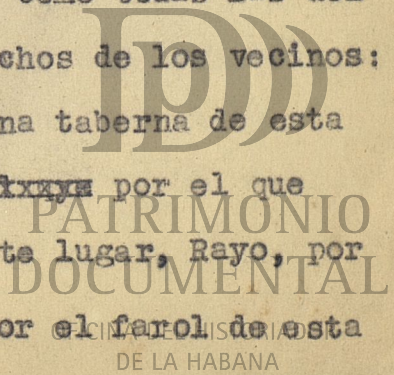 chos de los vecinos:
na taberna de esta
por el que
PATRIMONIO
te lugar, Rayo, por
DOCUMENTAL
or el farol de esta
OFICINA DEL HISTORIADOR
DE LA HABANA